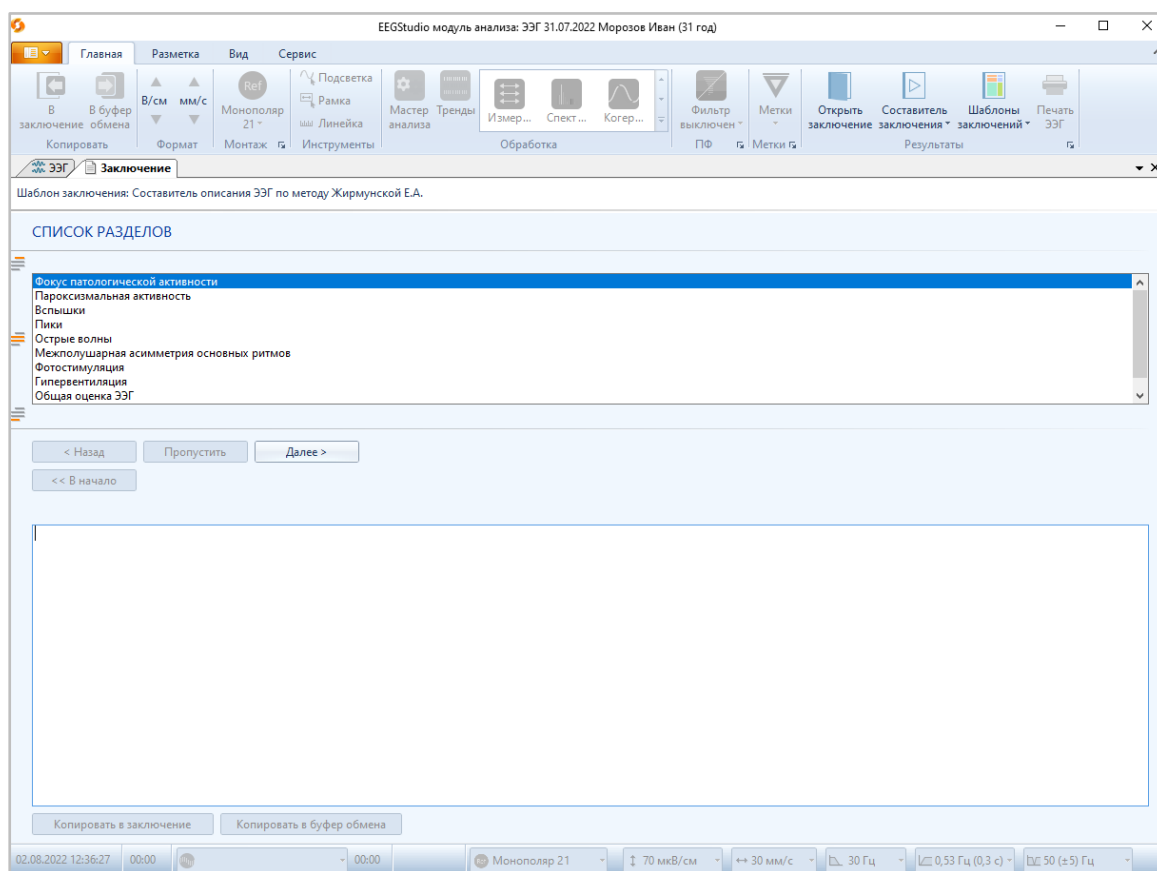 EEGStudio модуль анализа: ЭЭГ 31.07.2022 Морозов Иван (31 год)
Главная Разметка Вид Сервис
В заключение
В буфер обмена
Копировать
В/см мм/с
Формат
Ref
Монополяр 21
Монтаж
Подсветка
Рамка
Линейка
Инструменты
Мастер анализа
Тренды
Измер... Спект... Когер...
Обработка
Фильтр выключен
ПФ
Метки
Метки
Открыть заключение
Составитель заключения
Шаблоны заключений
Печать ЭЭГ
Результаты
ЭЭГ Заключение
Шаблон заключения: Составитель описания ЭЭГ по методу Жирмунской Е.А.
СПИСОК РАЗДЕЛОВ
Фокус патологической активности
Пароксизмальная активность
Вспышки
Пики
Острые волны
Межполушарная асимметрия основных ритмов
Фотостимуляция
Гипервентиляция
Общая оценка ЭЭГ
< Назад Пропустить Далее >
<< В начало
Копировать в заключение Копировать в буфер обмена
02.08.2022 12:36:27 00:00 00:00 Монополяр 21 70 мкВ/см 30 мм/с 30 Гц 0,53 Гц (0,3 с) 50 (±5) Гц